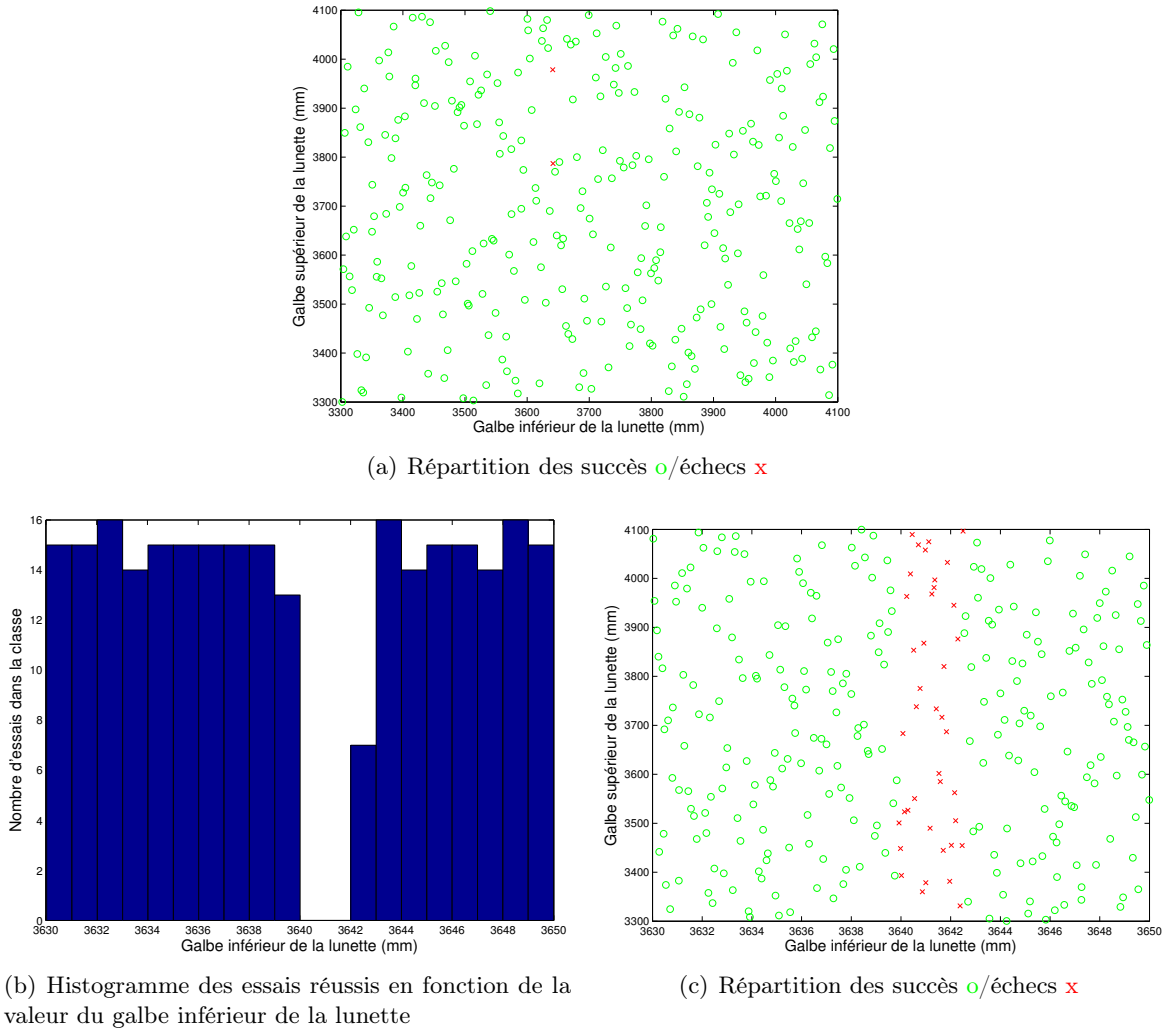 4100
4000
3900
3800
3700
3600
3500
3400
3300
Galbe supérieur de la lunette (mm)
3300 3400 3500 3600 3700 3800 3900 4000 4100
Galbe inférieur de la lunette (mm)
(a) Répartition des succès o/échecs x
16
14
12
10
8
6
4
2
0
Nombre d'essais dans la classe
3630 3632 3634 3636 3638 3640 3642 3644 3646 3648 3650
Galbe inférieur de la lunette (mm)
(b) Histogramme des essais réussis en fonction de la
valeur du galbe inférieur de la lunette
4100
4000
3900
3800
3700
3600
3500
3400
3300
Galbe supérieur de la lunette (mm)
3630 3632 3634 3636 3638 3640 3642 3644 3646 3648 3650
Galbe inférieur de la lunette (mm)
(c) Répartition des succès o/échecs x